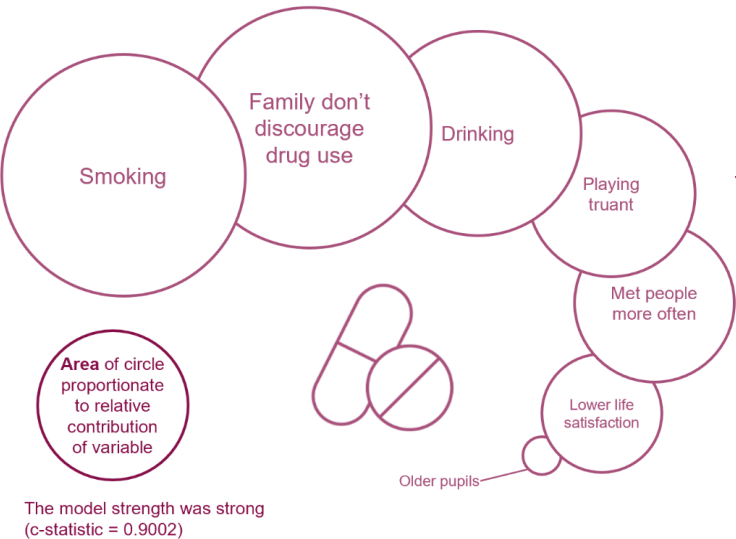 Smoking
Family don’t
discourage
drug use
Drinking
Playing
truant
Met people
more often
Lower life
satisfaction
Older pupils
Area of circle
proportionate
to relative
contribution
of variable
The model strength was strong
(c-statistic = 0.9002)